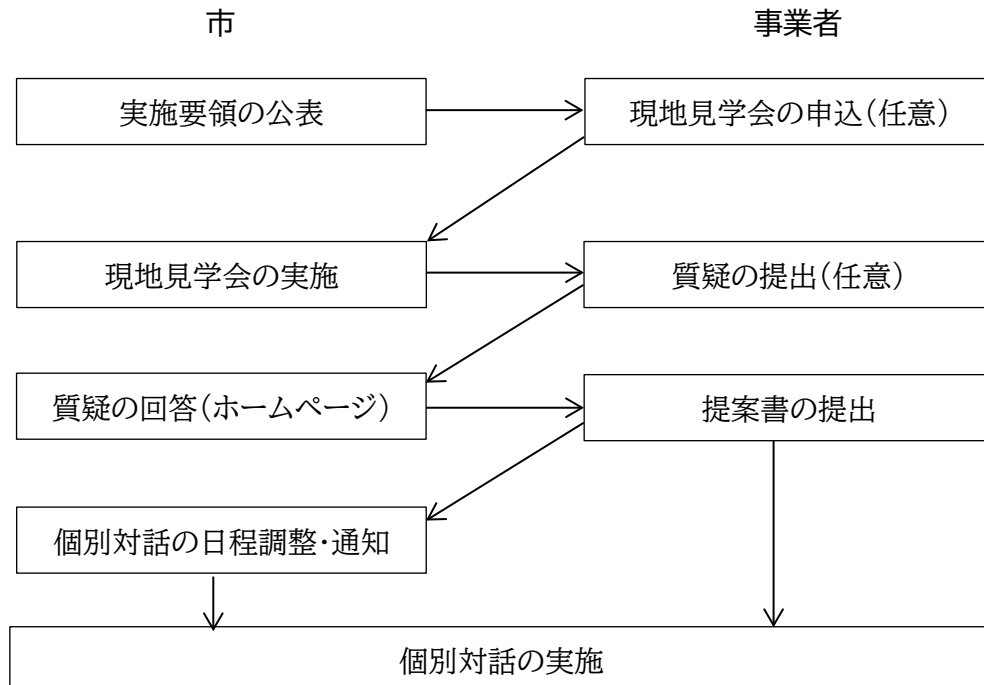 市
事業者
実施要領の公表
現地見学会の申込（任意）
現地見学会の実施
質疑の提出（任意）
質疑の回答（ホームページ）
提案書の提出
個別対話の日程調整・通知
個別対話の実施